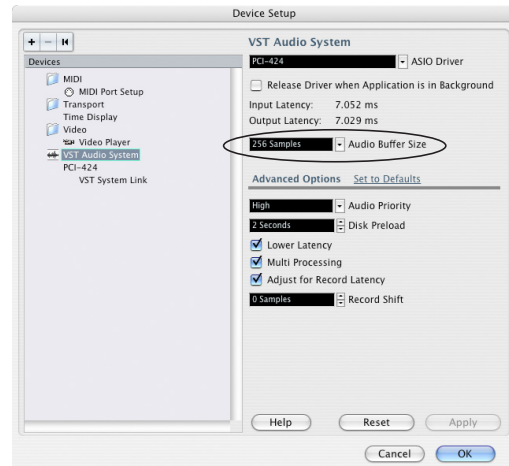 Device Setup
+ −
Devices
MIDI
MIDI Port Setup
Transport
Time Display
Video
Video Player
VST Audio System
PCI-424
VST System Link
VST Audio System
PCI-424 ASIO Driver
Release Driver when Application is in Background
Input Latency: 7.052 ms
Output Latency: 7.029 ms
256 Samples Audio Buffer Size
Advanced Options Set to Defaults
High Audio Priority
2 Seconds Disk Preload
Lower Latency
Multi Processing
Adjust for Record Latency
0 Samples Record Shift
Help Reset Apply
Cancel OK